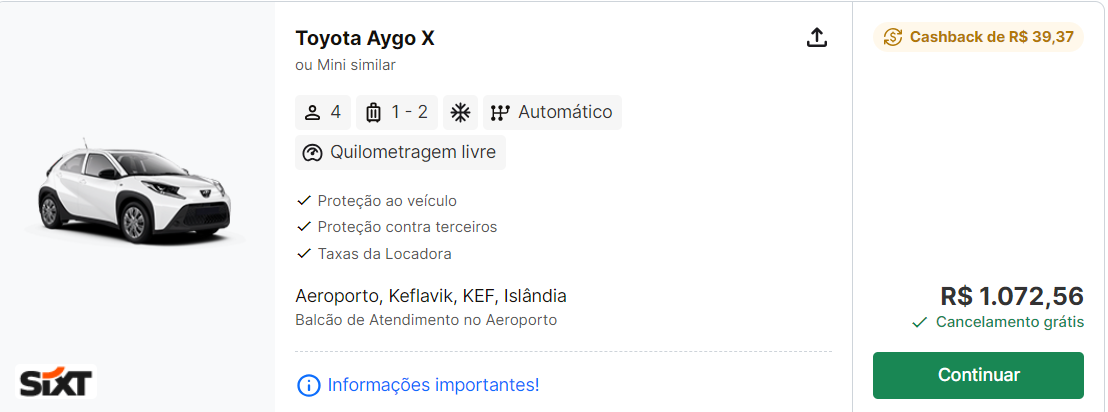 Toyota Aygo X
ou Mini similar
4
1 - 2
Automático
Quilometragem livre
Proteção ao veículo
Proteção contra terceiros
Taxas da Locadora
Aeroporto, Keflavik, KEF, Islândia
Balcão de Atendimento no Aeroporto
SIXT
Informações importantes!
Cashback de R$ 39,37
R$ 1.072,56
Cancelamento grátis
Continuar